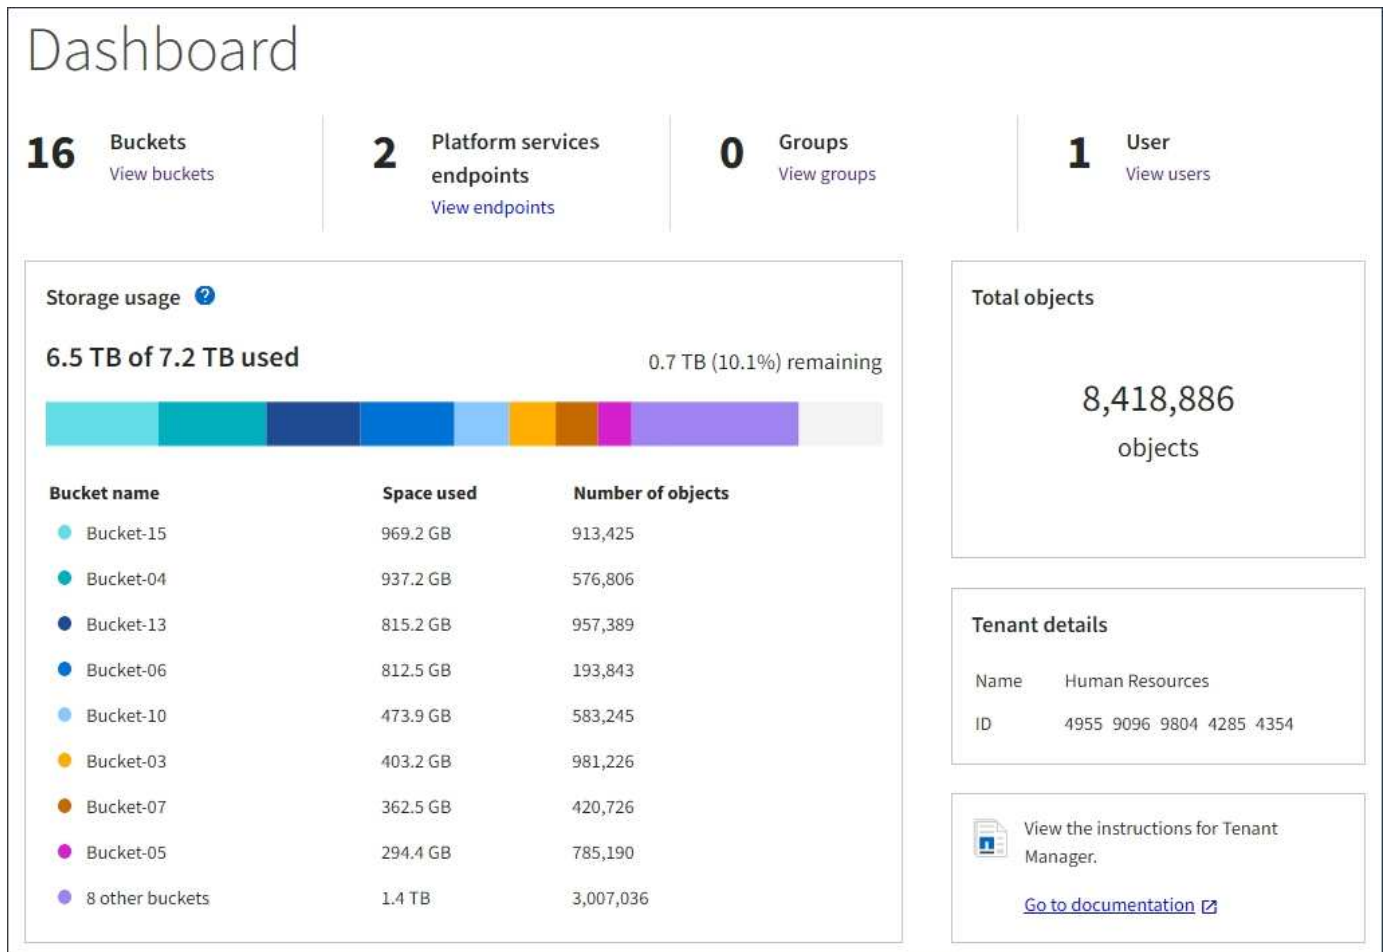 Dashboard
16 Buckets
View buckets
2 Platform services
endpoints
View endpoints
0 Groups
View groups
1 User
View users
Storage usage ?
6.5 TB of 7.2 TB used
0.7 TB (10.1%) remaining
Bucket name Space used Number of objects
Bucket-15 969.2 GB 913,425
Bucket-04 937.2 GB 576,806
Bucket-13 815.2 GB 957,389
Bucket-06 812.5 GB 193,843
Bucket-10 473.9 GB 583,245
Bucket-03 403.2 GB 981,226
Bucket-07 362.5 GB 420,726
Bucket-05 294.4 GB 785,190
8 other buckets 1.4 TB 3,007,036
Total objects
8,418,886
objects
Tenant details
Name Human Resources
ID 4955 9096 9804 4285 4354
View the instructions for Tenant
Manager.
Go to documentation